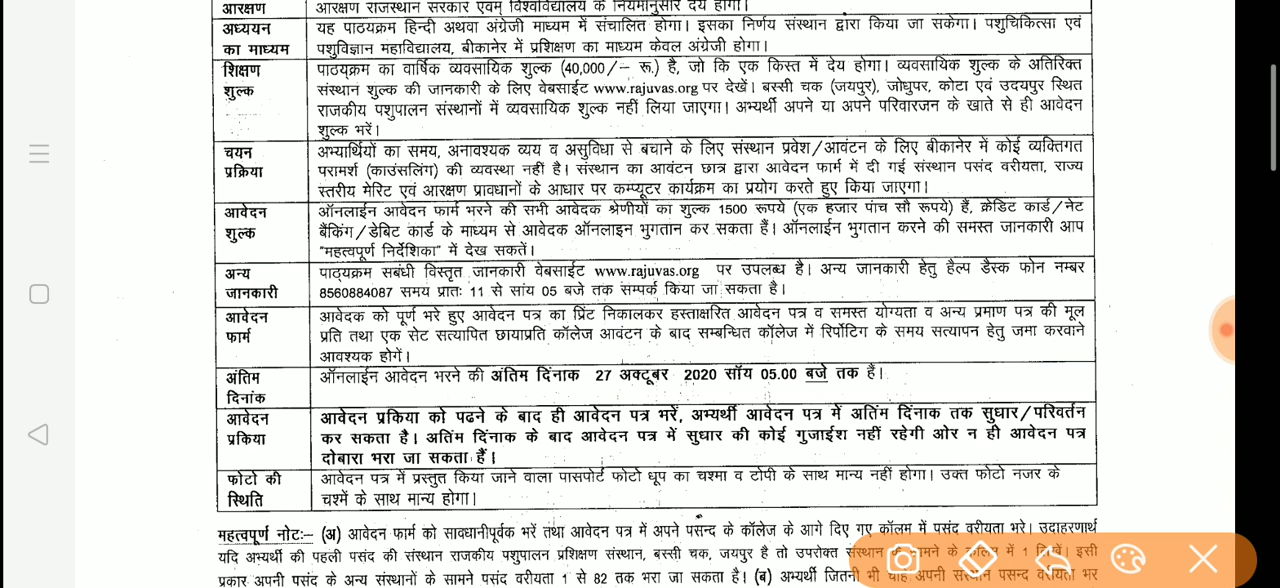 आरक्षण आरक्षण राजस्थान सरकार एवम् विश्वविद्यालय के नियमानुसार देय होगा।
अध्ययन यह पाठयक्रम हिन्दी अथवा अंग्रेजी माध्यम में संचालित होगा। इसका निर्णय संस्थान द्वारा किया जा सकेगा। पशुचिकित्सा एवं
का माध्यम पशुविज्ञान महाविद्यालय, बीकानेर में प्रशिक्षण का माध्यम केवल अंग्रेजी होगा।
शिक्षण पाठय्क्रम का वार्षिक व्यवसायिक शुल्क (40,000/– रू.) है, जो कि एक किस्त में देय होगा। व्यवसायिक शुल्क के अतिरिक्त
शुल्क संस्थान शुल्क की जानकारी के लिए वेबसाईट www.rajuvas.org पर देखें। बस्सी चक (जयपुर), जोधुपर, कोटा एवं उदयपुर स्थित
राजकीय पशुपालन संस्थानों में व्यवसायिक शुल्क नहीं लिया जाएगा। अभ्यर्थी अपने या अपने परिवारजन के खाते से ही आवेदन
शुल्क भरें।
चयन अभ्यार्थियों का समय, अनावश्यक व्यय व असुविधा से बचाने के लिए संस्थान प्रवेश/आवंटन के लिए बीकानेर में कोई व्यक्तिगत
प्रक्रिया परामर्श (काउंसलिंग) की व्यवस्था नहीं है। संस्थान का आवंटन छात्र द्वारा आवेदन फार्म में दी गई संस्थान पसंद वरीयता, राज्य
स्तरीय मेरिट एवं आरक्षण प्रावधानों के आधार पर कम्प्यूटर कार्यक्रम का प्रयोग करते हुए किया जाएगा।
आवेदन ऑनलाईन आवेदन फार्म भरने की सभी आवेदक श्रेणीयों का शुल्क 1500 रूपये (एक हजार पांच सौ रूपये) हैं, क्रेडिट कार्ड/नेट
शुल्क बैंकिंग/डेबिट कार्ड के माध्यम से आवेदक ऑनलाइन भुगतान कर सकता हैं। ऑनलाईन भुगतान करने की समस्त जानकारी आप
"महत्वपूर्ण निर्देशिका" में देख सकतें।
अन्य पाठ्यक्रम सबंधी विस्तृत जानकारी वेबसाईट www.rajuvas.org पर उपलब्ध है। अन्य जानकारी हेतु हैल्प डैस्क फोन नम्बर
जानकारी 8560884087 समय प्रातः 11 से सांय 05 बजे तक सम्पर्क किया जा सकता है।
आवेदन आवेदक को पूर्ण भरे हुए आवेदन पत्र का प्रिंट निकालकर हस्ताक्षरित आवेदन पत्र व समस्त योग्यता व अन्य प्रमाण पत्र की मूल
फार्म प्रति तथा एक सेट सत्यापित छायाप्रति कॉलेज आवंटन के बाद सम्बन्धित कॉलेज में रिर्पोटिंग के समय सत्यापन हेतु जमा करवाने
आवश्यक होगें।
अंतिम ऑनलाईन आवेदन भरने की अंतिम दिंनाक 27 अक्टूबर 2020 सॉय 05.00 बजे तक हैं।
दिनांक
आवेदन आवेदन प्रकिया को पढने के बाद ही आवेदन पत्र भरें, अभ्यर्थी आवेदन पत्र में अतिंम दिंनाक तक सुधार/परिवर्तन
प्रकिया कर सकता है। अतिंम दिंनाक के बाद आवेदन पत्र में सुधार की कोई गुजाईश नहीं रहेगी ओर न ही आवेदन पत्र
दोबारा भरा जा सकता हैं।
फोटो की आवेदन पत्र में प्रस्तुत किया जाने वाला पासपोर्ट फोटो धूप का चश्मा व टोपी के साथ मान्य नहीं होगा। उक्त फोटो नजर के
स्थिति चश्में के साथ मान्य होगा।
महत्वपूर्ण नोटः– (अ) आवेदन फार्म को सावधानीपूर्वक भरें तथा आवेदन पत्र में अपने पसन्द के कॉलेज के आगे दिए गए कॉलम में पसंद वरीयता भरे। उदाहरणार्थ
यदि अभ्यर्थी की पहली पसंद की संस्थान राजकीय पशुपालन प्रशिक्षण संस्थान, बस्सी चक, जयपुर है तो उपरोक्त संस्थान के सामने के कॉलम में 1 लिखें। इसी
प्रकार अपनी पसंद के अन्य संस्थानों के सामने पसंद वरीयता 1 से 82 तक भरा जा सकता है। (ब) अभ्यर्थी जितनी भी चाहे अपनी संस्थान पसन्द वरीयता भर